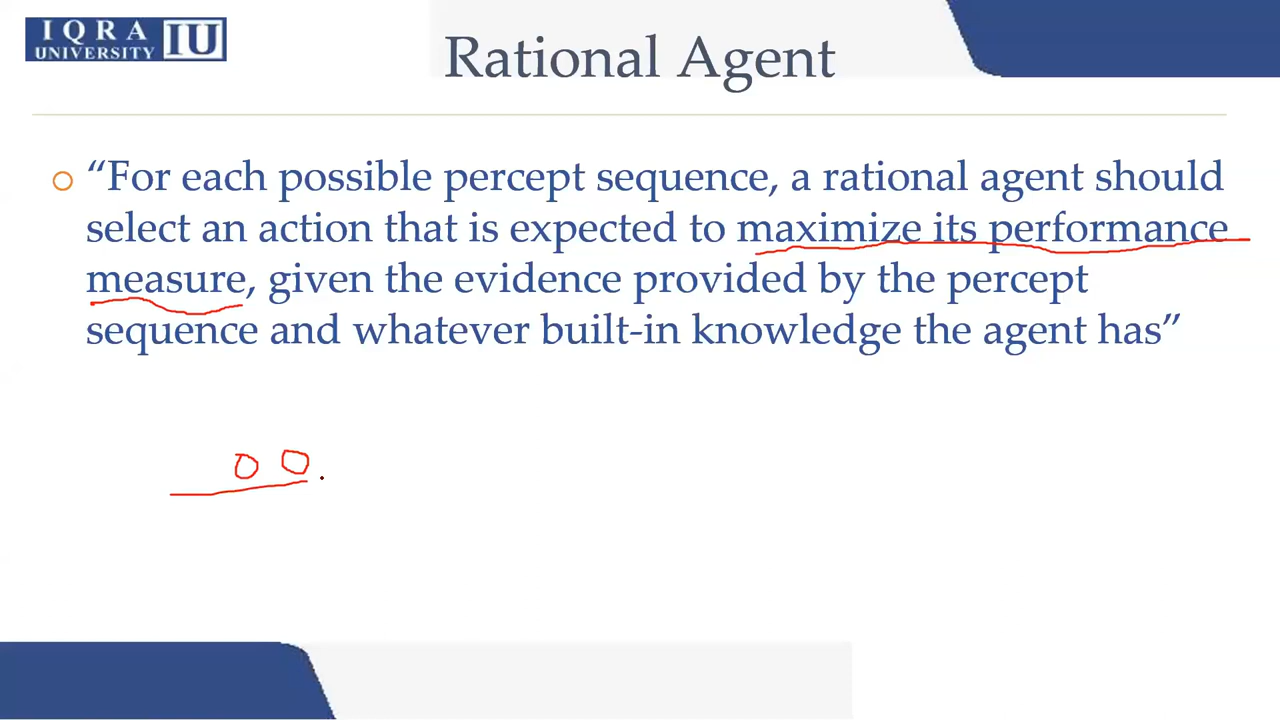 IQRA
UNIVERSITY IU
Rational Agent
“For each possible percept sequence, a rational agent should
select an action that is expected to maximize its performance
measure, given the evidence provided by the percept
sequence and whatever built-in knowledge the agent has”